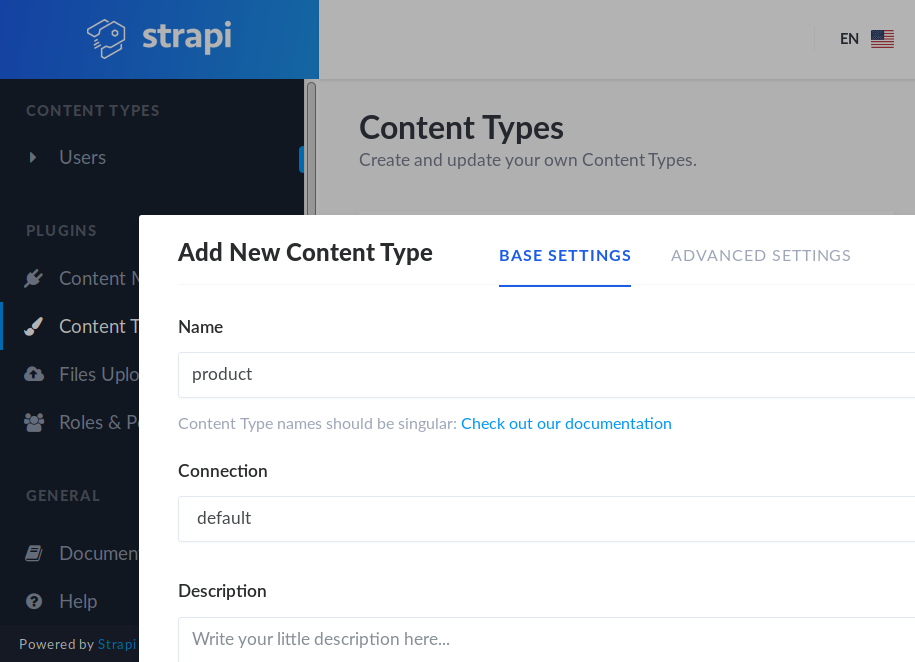 strapi
EN
CONTENT TYPES
Users
Content Types
Create and update your own Content Types.
PLUGINS
Content
Content
Files
Roles &
GENERAL
Help
Powered by Strapi
Add New Content Type
BASE SETTINGS
ADVANCED SETTINGS
Name
product
Content Type names should be singular: Check out our documentation
Connection
default
Description
Write your little description here...